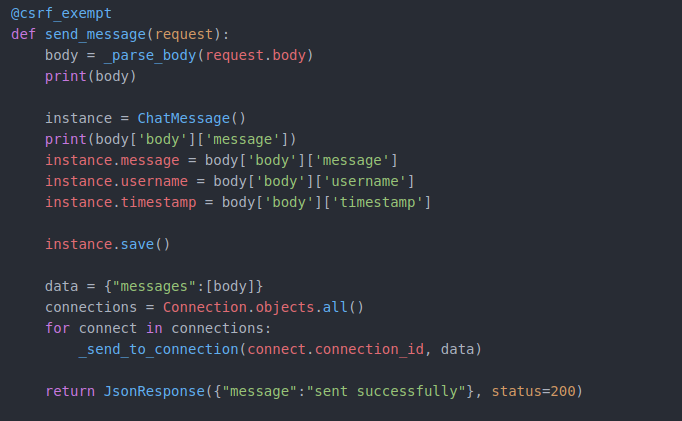 @csrf_exempt
def send_message(request):
    body = _parse_body(request.body)
    print(body)

    instance = ChatMessage()
    print(body['body']['message'])
    instance.message = body['body']['message']
    instance.username = body['body']['username']
    instance.timestamp = body['body']['timestamp']

    instance.save()

    data = {"messages":[body]}
    connections = Connection.objects.all()
    for connect in connections:
        _send_to_connection(connect.connection_id, data)

    return JsonResponse({"message":"sent successfully"}, status=200)